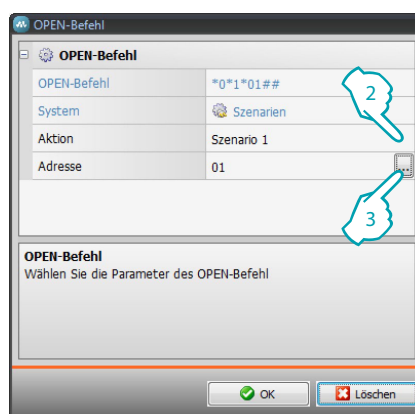 OPEN-Befehl
OPEN-Befehl
OPEN-Befehl *0*1*01##
System Szenarien
Aktion Szenario 1
Adresse 01 ...
2
3
OPEN-Befehl
Wählen Sie die Parameter des OPEN-Befehl
OK Löschen